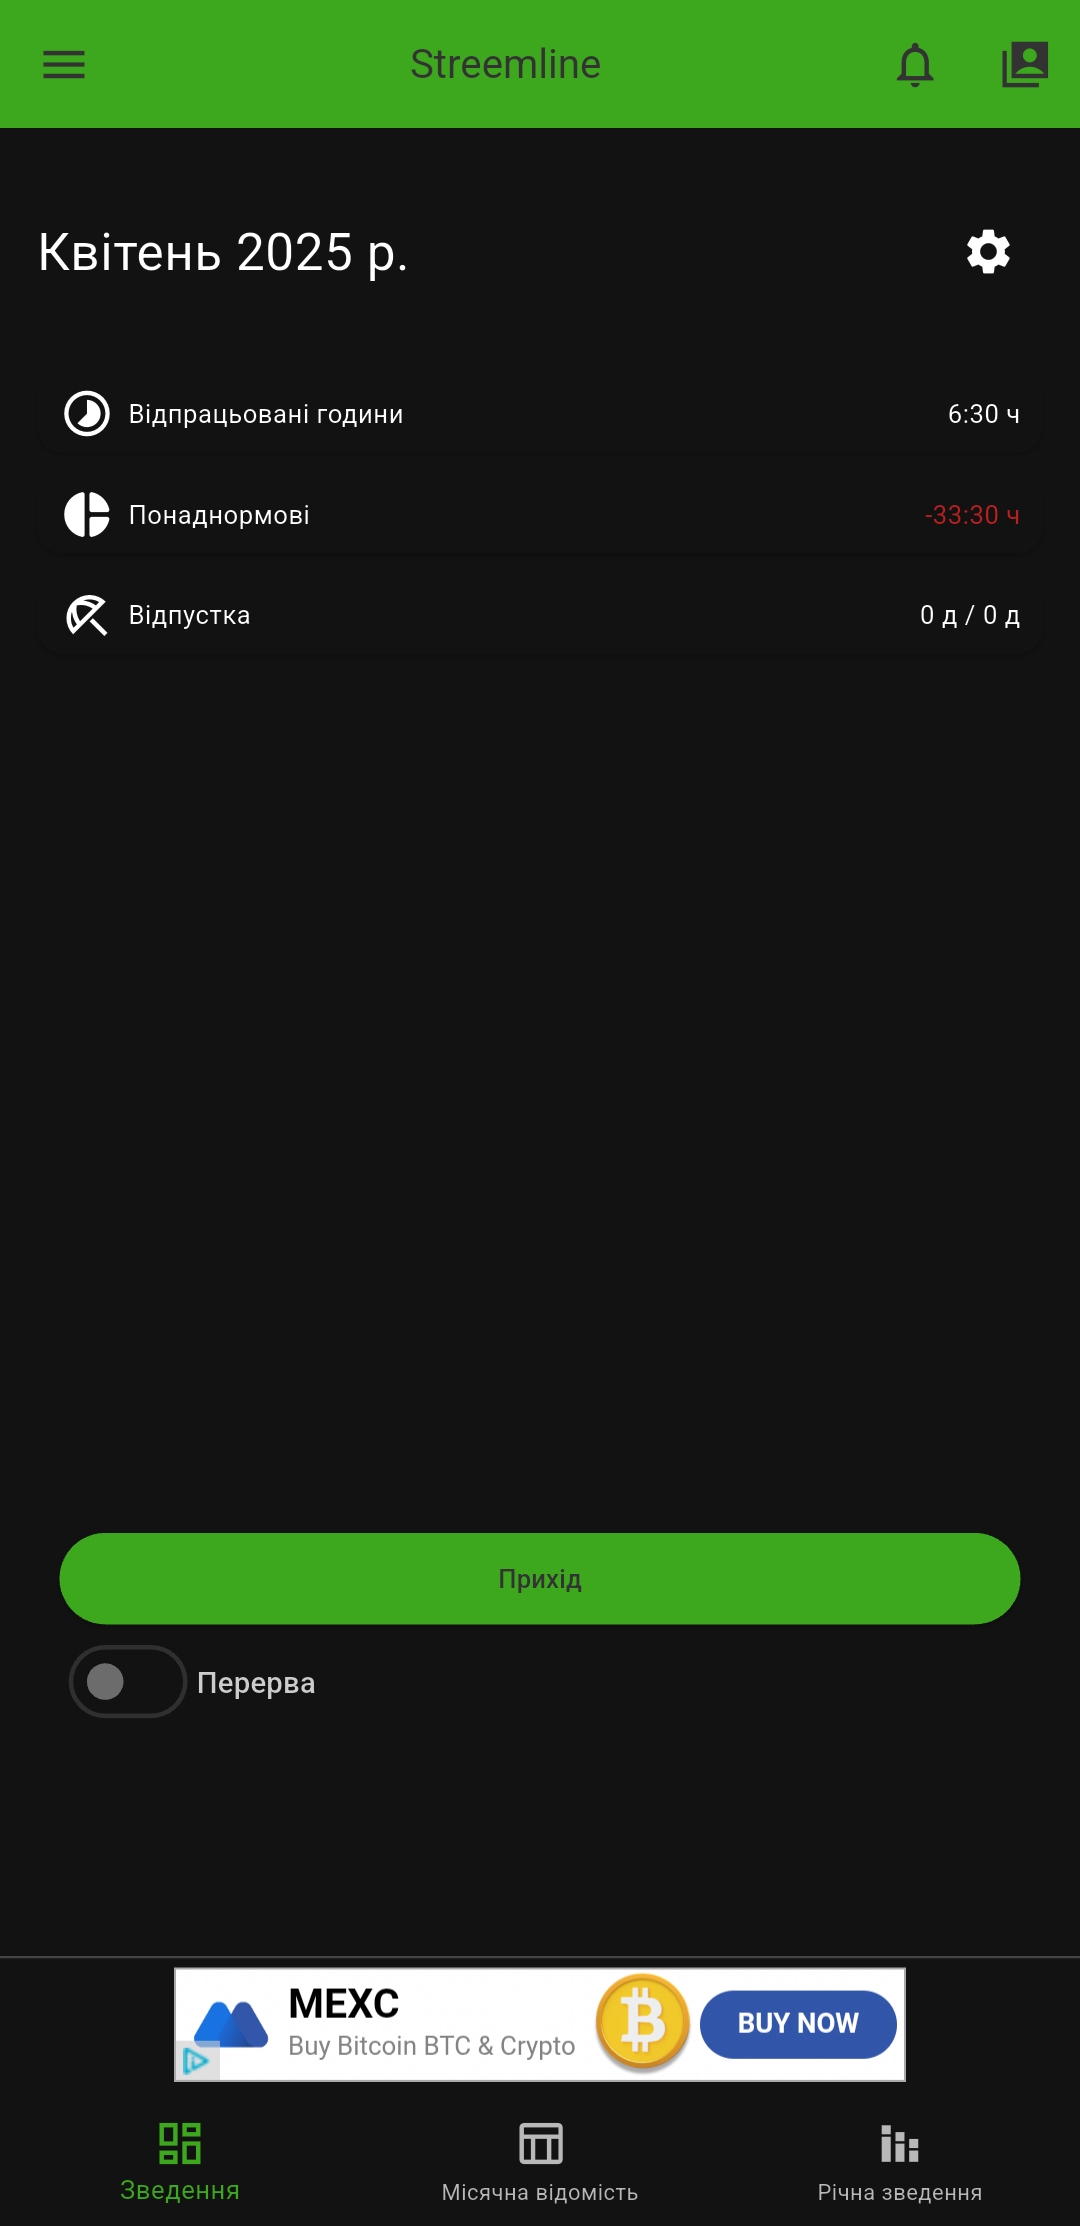 Streemline
Квітень 2025 р.
Відпрацьовані години 6:30 ч
Понаднормові -33:30 ч
Відпустка 0 д / 0 д
Прихід
Перерва
MEXC
Buy Bitcoin BTC & Crypto
BUY NOW
Зведення Місячна відомість Річна зведення